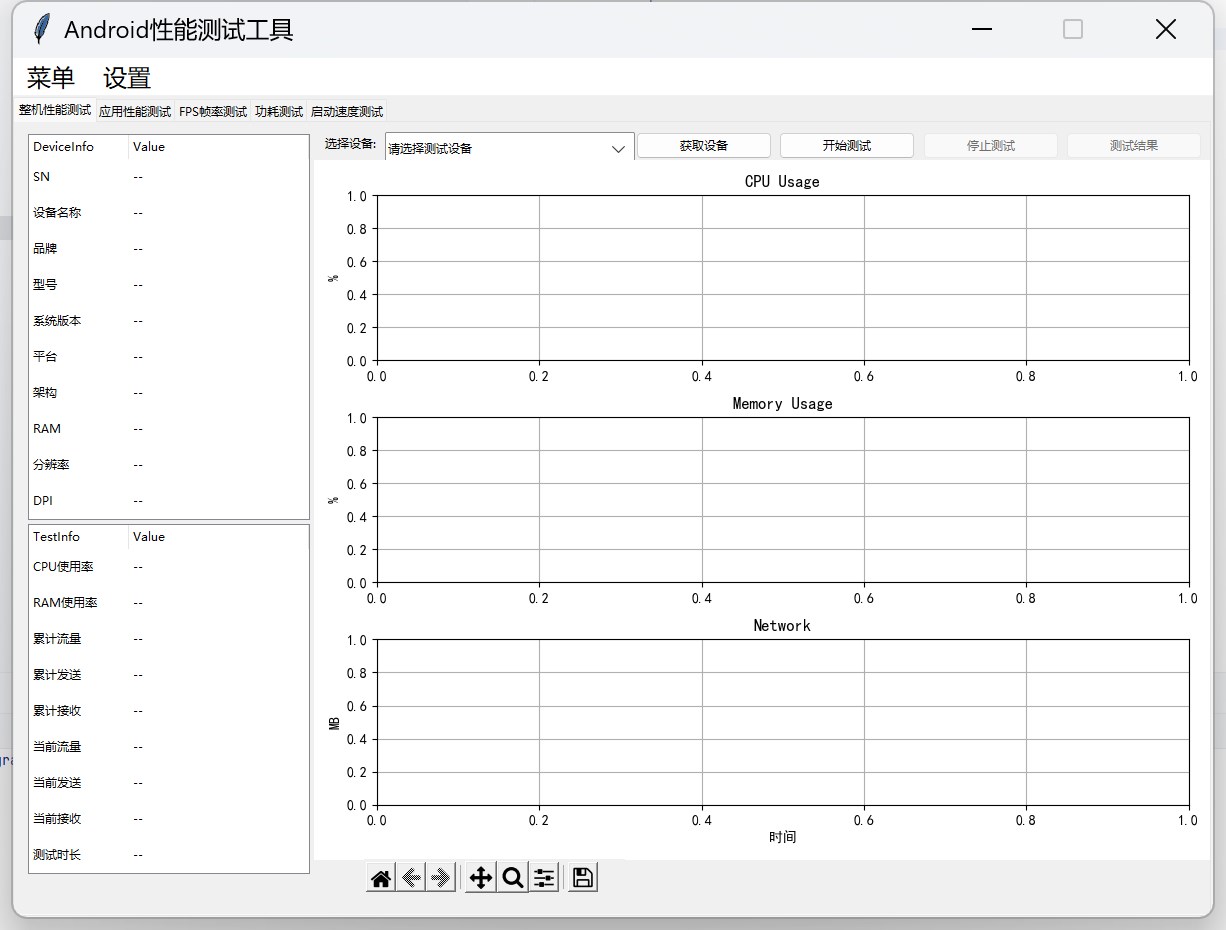 Android性能测试工具
菜单 设置
整机性能测试 应用性能测试 FPS帧率测试 功耗测试 启动速度测试
DeviceInfo Value
SN --
设备名称 --
品牌 --
型号 --
系统版本 --
平台 --
架构 --
RAM --
分辨率 --
DPI --
TestInfo Value
CPU使用率 --
RAM使用率 --
累计流量 --
累计发送 --
累计接收 --
当前流量 --
当前发送 --
当前接收 --
测试时长 --
选择设备: 请选择测试设备 获取设备 开始测试 停止测试 测试结果
CPU Usage
1.0
0.8
0.6
%
0.4
0.2
0.0
0.0 0.2 0.4 0.6 0.8 1.0
Memory Usage
1.0
0.8
0.6
%
0.4
0.2
0.0
0.0 0.2 0.4 0.6 0.8 1.0
Network
1.0
0.8
0.6
MB
0.4
0.2
0.0
0.0 0.2 0.4 0.6 0.8 1.0
时间